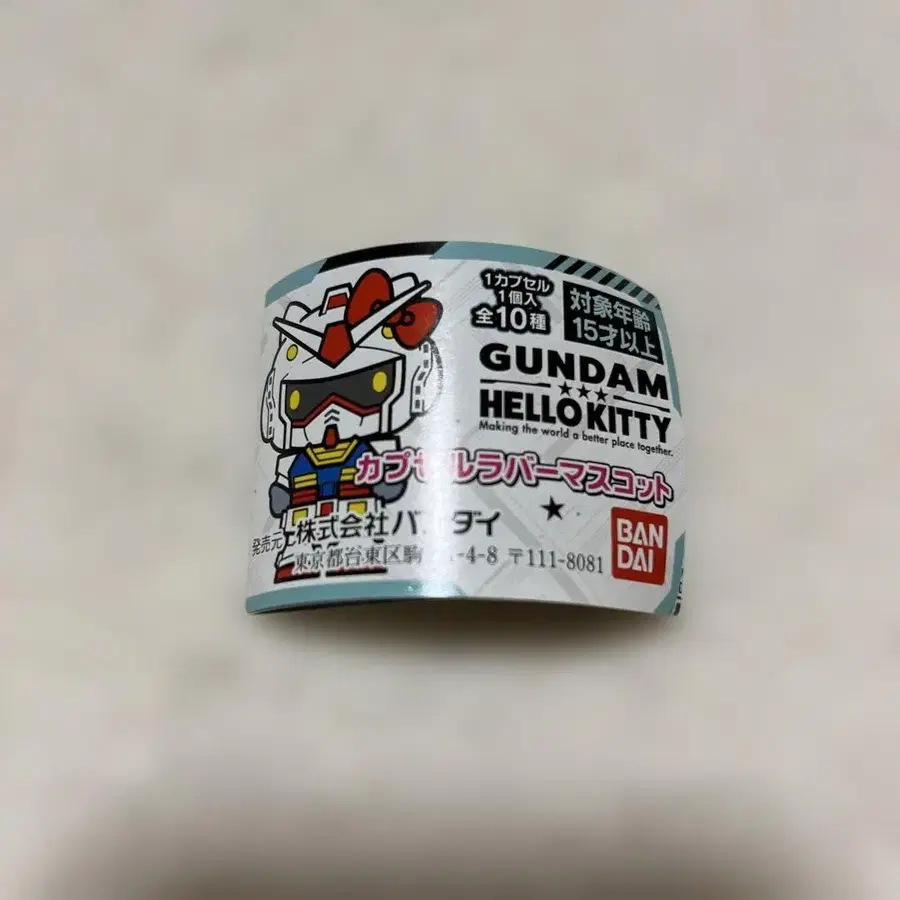 1カプセル
1個入
全10種
対象年齢
15才以上
GUNDAM
HELLO KITTY
Making the world a better place together.
カプセルラバーマスコット
発売元 株式会社バンダイ
東京都台東区駒 -4-8 〒111-8081
BAN
DAI